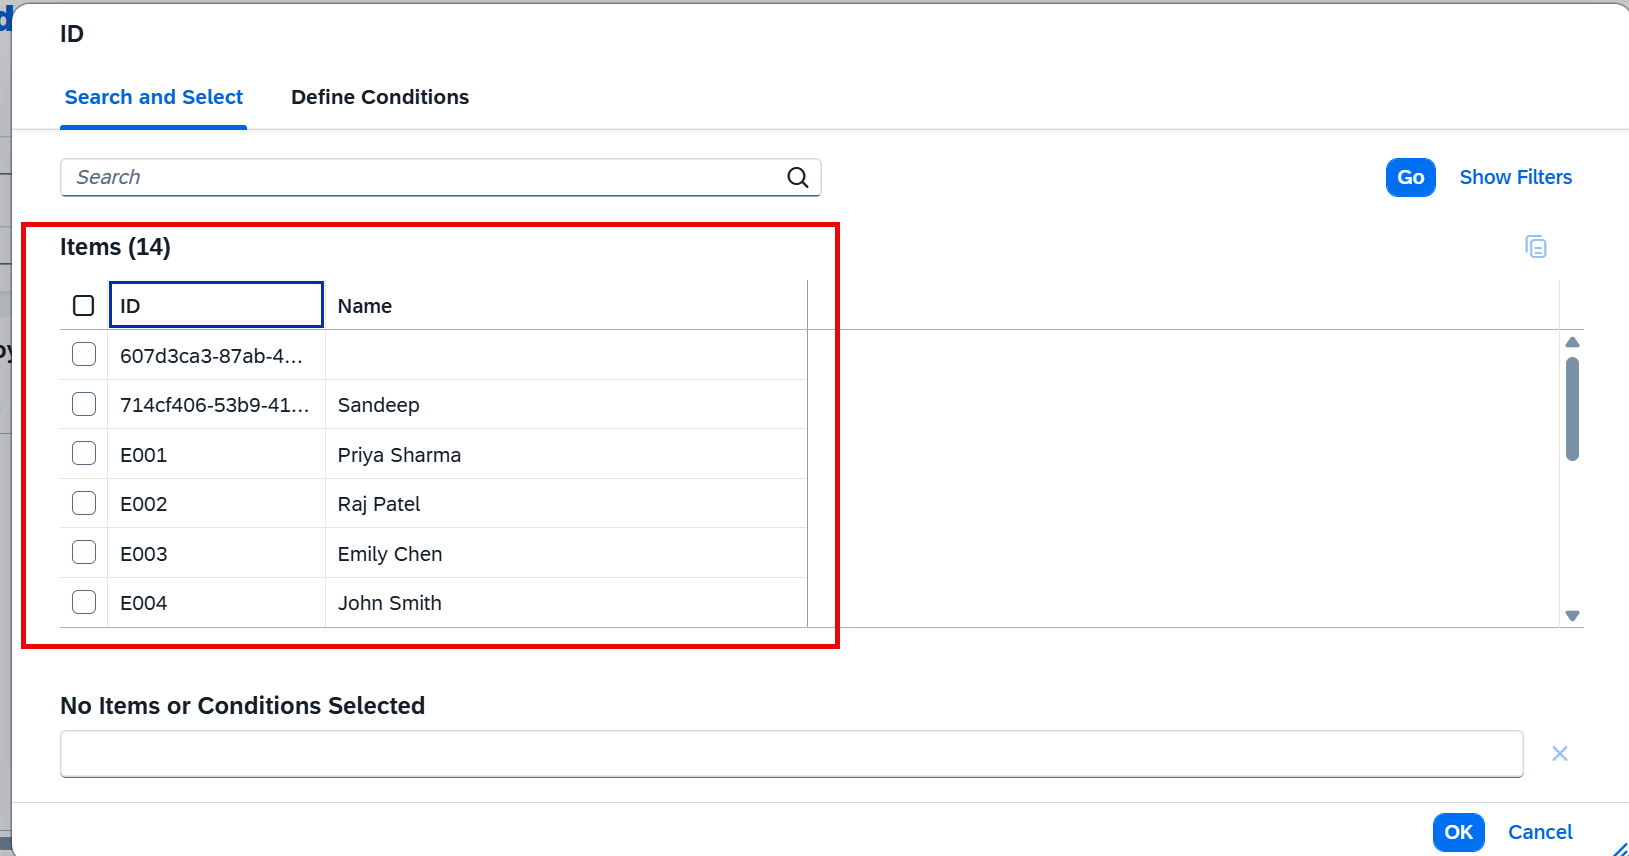 ID
Search and Select Define Conditions
Search Go Show Filters
Items (14)
ID Name
607d3ca3-87ab-4...
714cf406-53b9-41... Sandeep
E001 Priya Sharma
E002 Raj Patel
E003 Emily Chen
E004 John Smith
No Items or Conditions Selected
OK Cancel